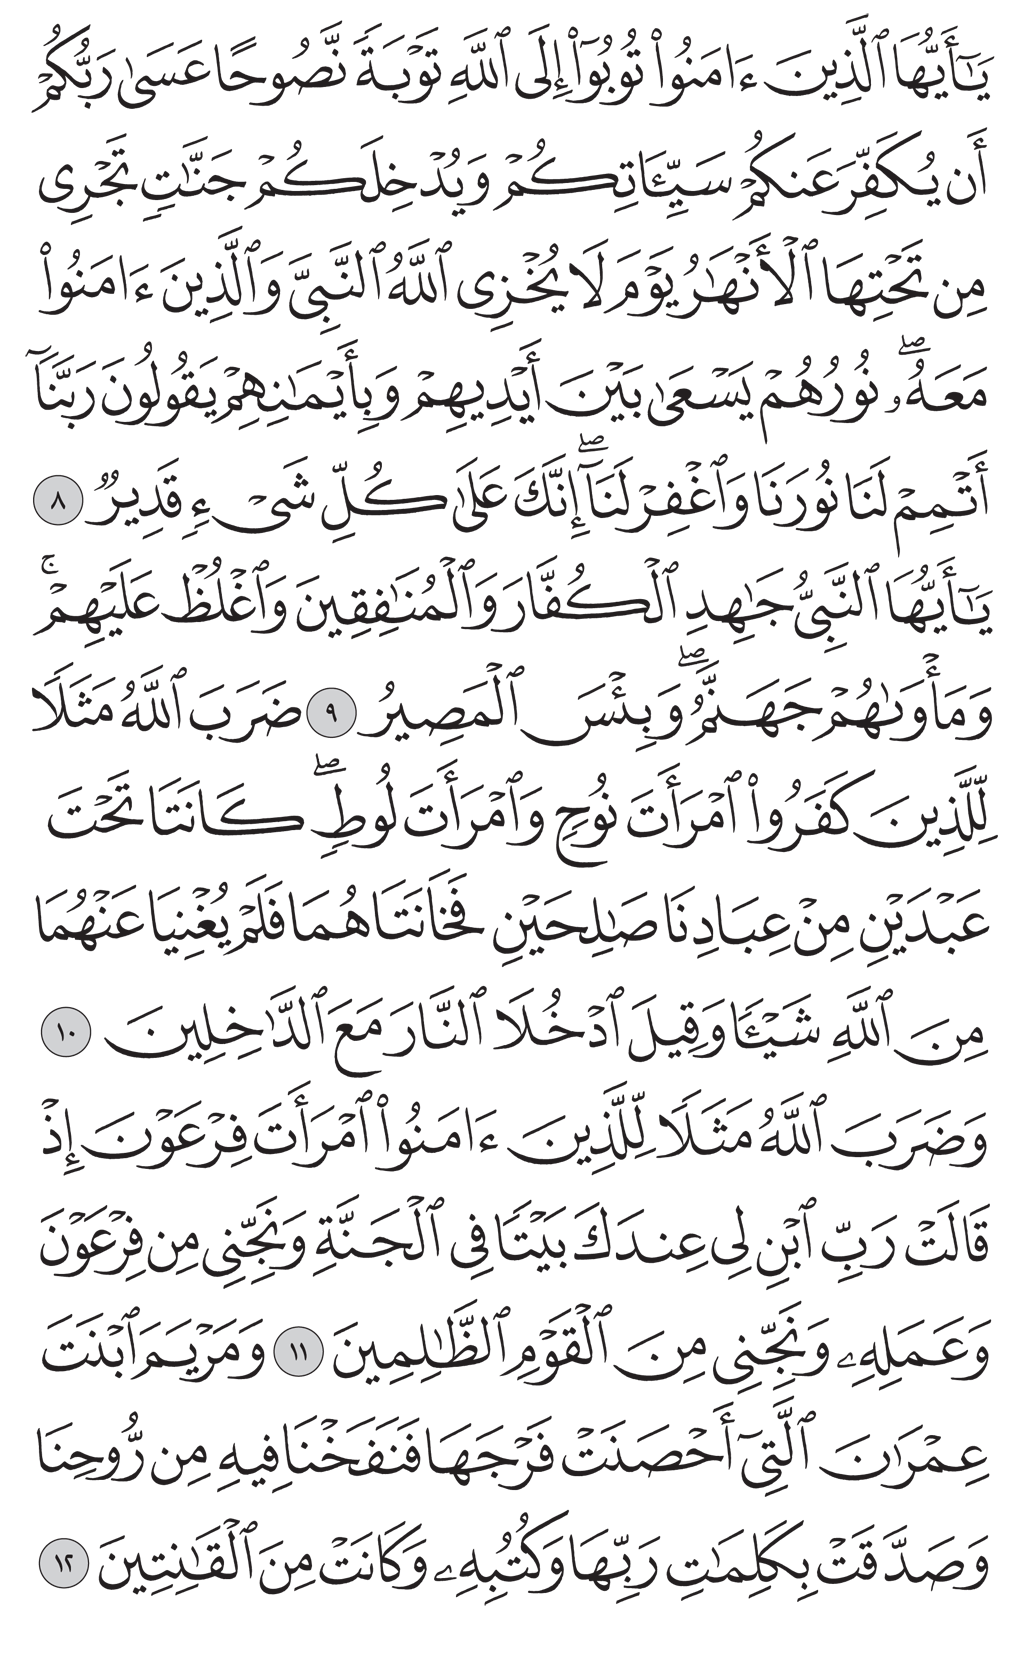 يَٰٓأَيُّهَا ٱلَّذِينَ ءَامَنُوا۟ تُوبُوٓا۟ إِلَى ٱللَّهِ تَوْبَةً نَّصُوحًا عَسَىٰ رَبُّكُمْ
أَن يُكَفِّرَ عَنكُمْ سَيِّـَٔاتِكُمْ وَيُدْخِلَكُمْ جَنَّٰتٍ تَجْرِى
مِن تَحْتِهَا ٱلْأَنْهَٰرُ يَوْمَ لَا يُخْزِى ٱللَّهُ ٱلنَّبِىَّ وَٱلَّذِينَ ءَامَنُوا۟
مَعَهُۥ ۖ نُورُهُمْ يَسْعَىٰ بَيْنَ أَيْدِيهِمْ وَبِأَيْمَٰنِهِمْ يَقُولُونَ رَبَّنَآ
أَتْمِمْ لَنَا نُورَنَا وَٱغْفِرْ لَنَآ ۖ إِنَّكَ عَلَىٰ كُلِّ شَىْءٍ قَدِيرٌ ٨
يَٰٓأَيُّهَا ٱلنَّبِىُّ جَٰهِدِ ٱلْكُفَّارَ وَٱلْمُنَٰفِقِينَ وَٱغْلُظْ عَلَيْهِمْ ۚ
وَمَأْوَىٰهُمْ جَهَنَّمُ ۖ وَبِئْسَ ٱلْمَصِيرُ ٩ ضَرَبَ ٱللَّهُ مَثَلًا
لِّلَّذِينَ كَفَرُوا۟ ٱمْرَأَتَ نُوحٍ وَٱمْرَأَتَ لُوطٍ ۖ كَانَتَا تَحْتَ
عَبْدَيْنِ مِنْ عِبَادِنَا صَٰلِحَيْنِ فَخَانَتَاهُمَا فَلَمْ يُغْنِيَا عَنْهُمَا
مِنَ ٱللَّهِ شَيْـًٔا وَقِيلَ ٱدْخُلَا ٱلنَّارَ مَعَ ٱلدَّٰخِلِينَ ١٠
وَضَرَبَ ٱللَّهُ مَثَلًا لِّلَّذِينَ ءَامَنُوا۟ ٱمْرَأَتَ فِرْعَوْنَ إِذْ
قَالَتْ رَبِّ ٱبْنِ لِى عِندَكَ بَيْتًا فِى ٱلْجَنَّةِ وَنَجِّنِى مِن فِرْعَوْنَ
وَعَمَلِهِۦ وَنَجِّنِى مِنَ ٱلْقَوْمِ ٱلظَّٰلِمِينَ ١١ وَمَرْيَمَ ٱبْنَتَ
عِمْرَٰنَ ٱلَّتِىٓ أَحْصَنَتْ فَرْجَهَا فَنَفَخْنَا فِيهِ مِن رُّوحِنَا
وَصَدَّقَتْ بِكَلِمَٰتِ رَبِّهَا وَكُتُبِهِۦ وَكَانَتْ مِنَ ٱلْقَٰنِتِينَ ١٢